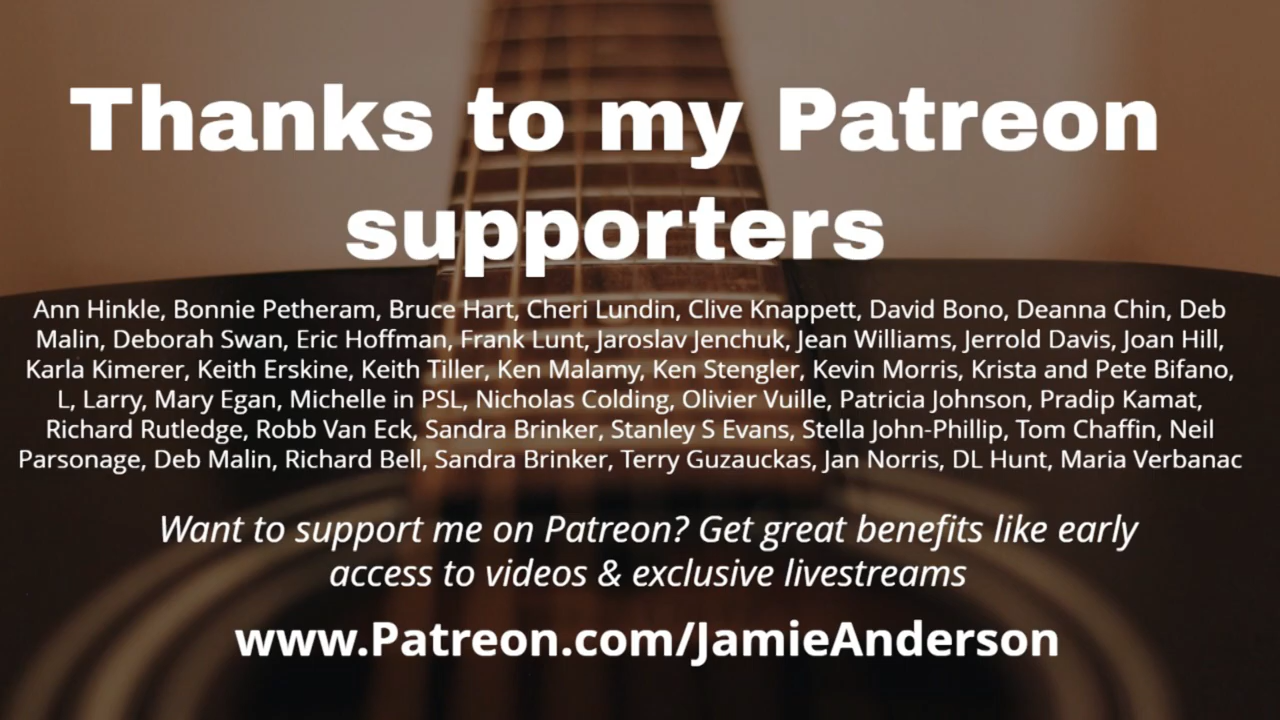 Thanks to my Patreon
supporters
Ann Hinkle, Bonnie Petheram, Bruce Hart, Cheri Lundin, Clive Knappett, David Bono, Deanna Chin, Deb
Malin, Deborah Swan, Eric Hoffman, Frank Lunt, Jaroslav Jenchuk, Jean Williams, Jerrold Davis, Joan Hill,
Karla Kimerer, Keith Erskine, Keith Tiller, Ken Malamy, Ken Stengler, Kevin Morris, Krista and Pete Bifano,
L, Larry, Mary Egan, Michelle in PSL, Nicholas Colding, Olivier Vuille, Patricia Johnson, Pradip Kamat,
Richard Rutledge, Robb Van Eck, Sandra Brinker, Stanley S Evans, Stella John-Phillip, Tom Chaffin, Neil
Parsonage, Deb Malin, Richard Bell, Sandra Brinker, Terry Guzauckas, Jan Norris, DL Hunt, Maria Verbanac
Want to support me on Patreon? Get great benefits like early
access to videos & exclusive livestreams
www.Patreon.com/JamieAnderson